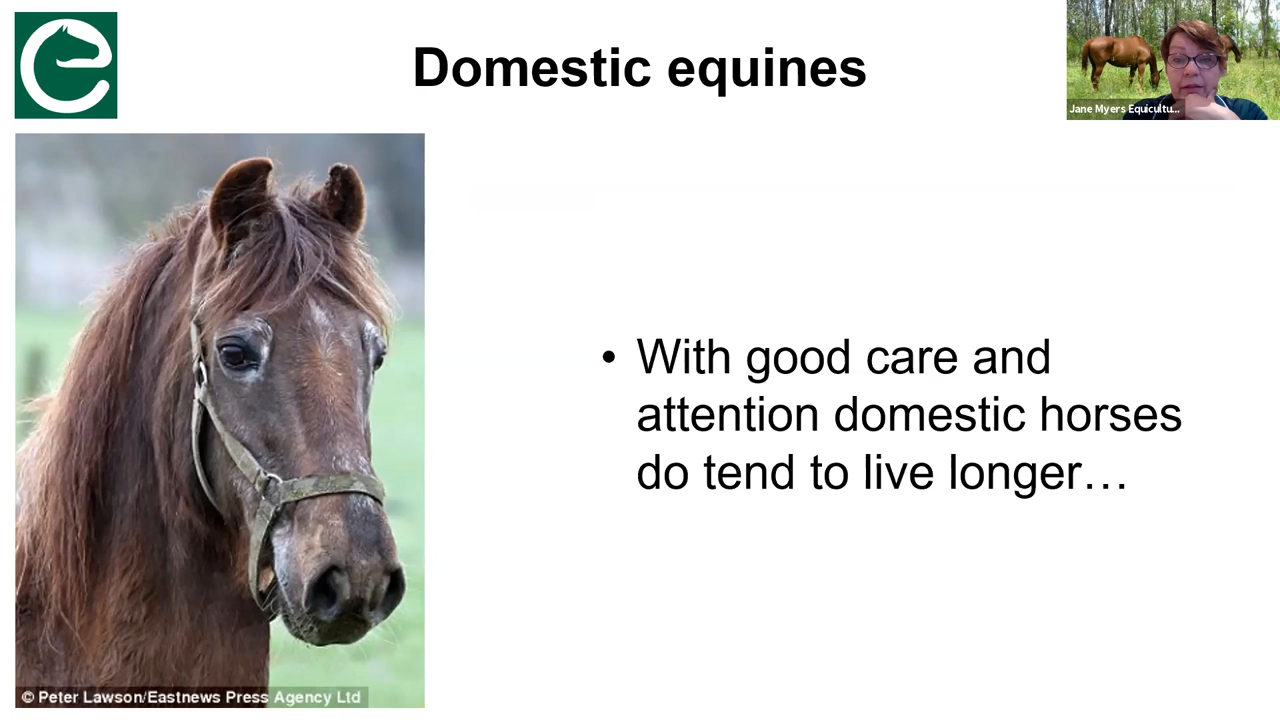 Domestic equines
Jane Myers Equicultu...
• With good care and
attention domestic horses
do tend to live longer…
© Peter Lawson/Eastnews Press Agency Ltd